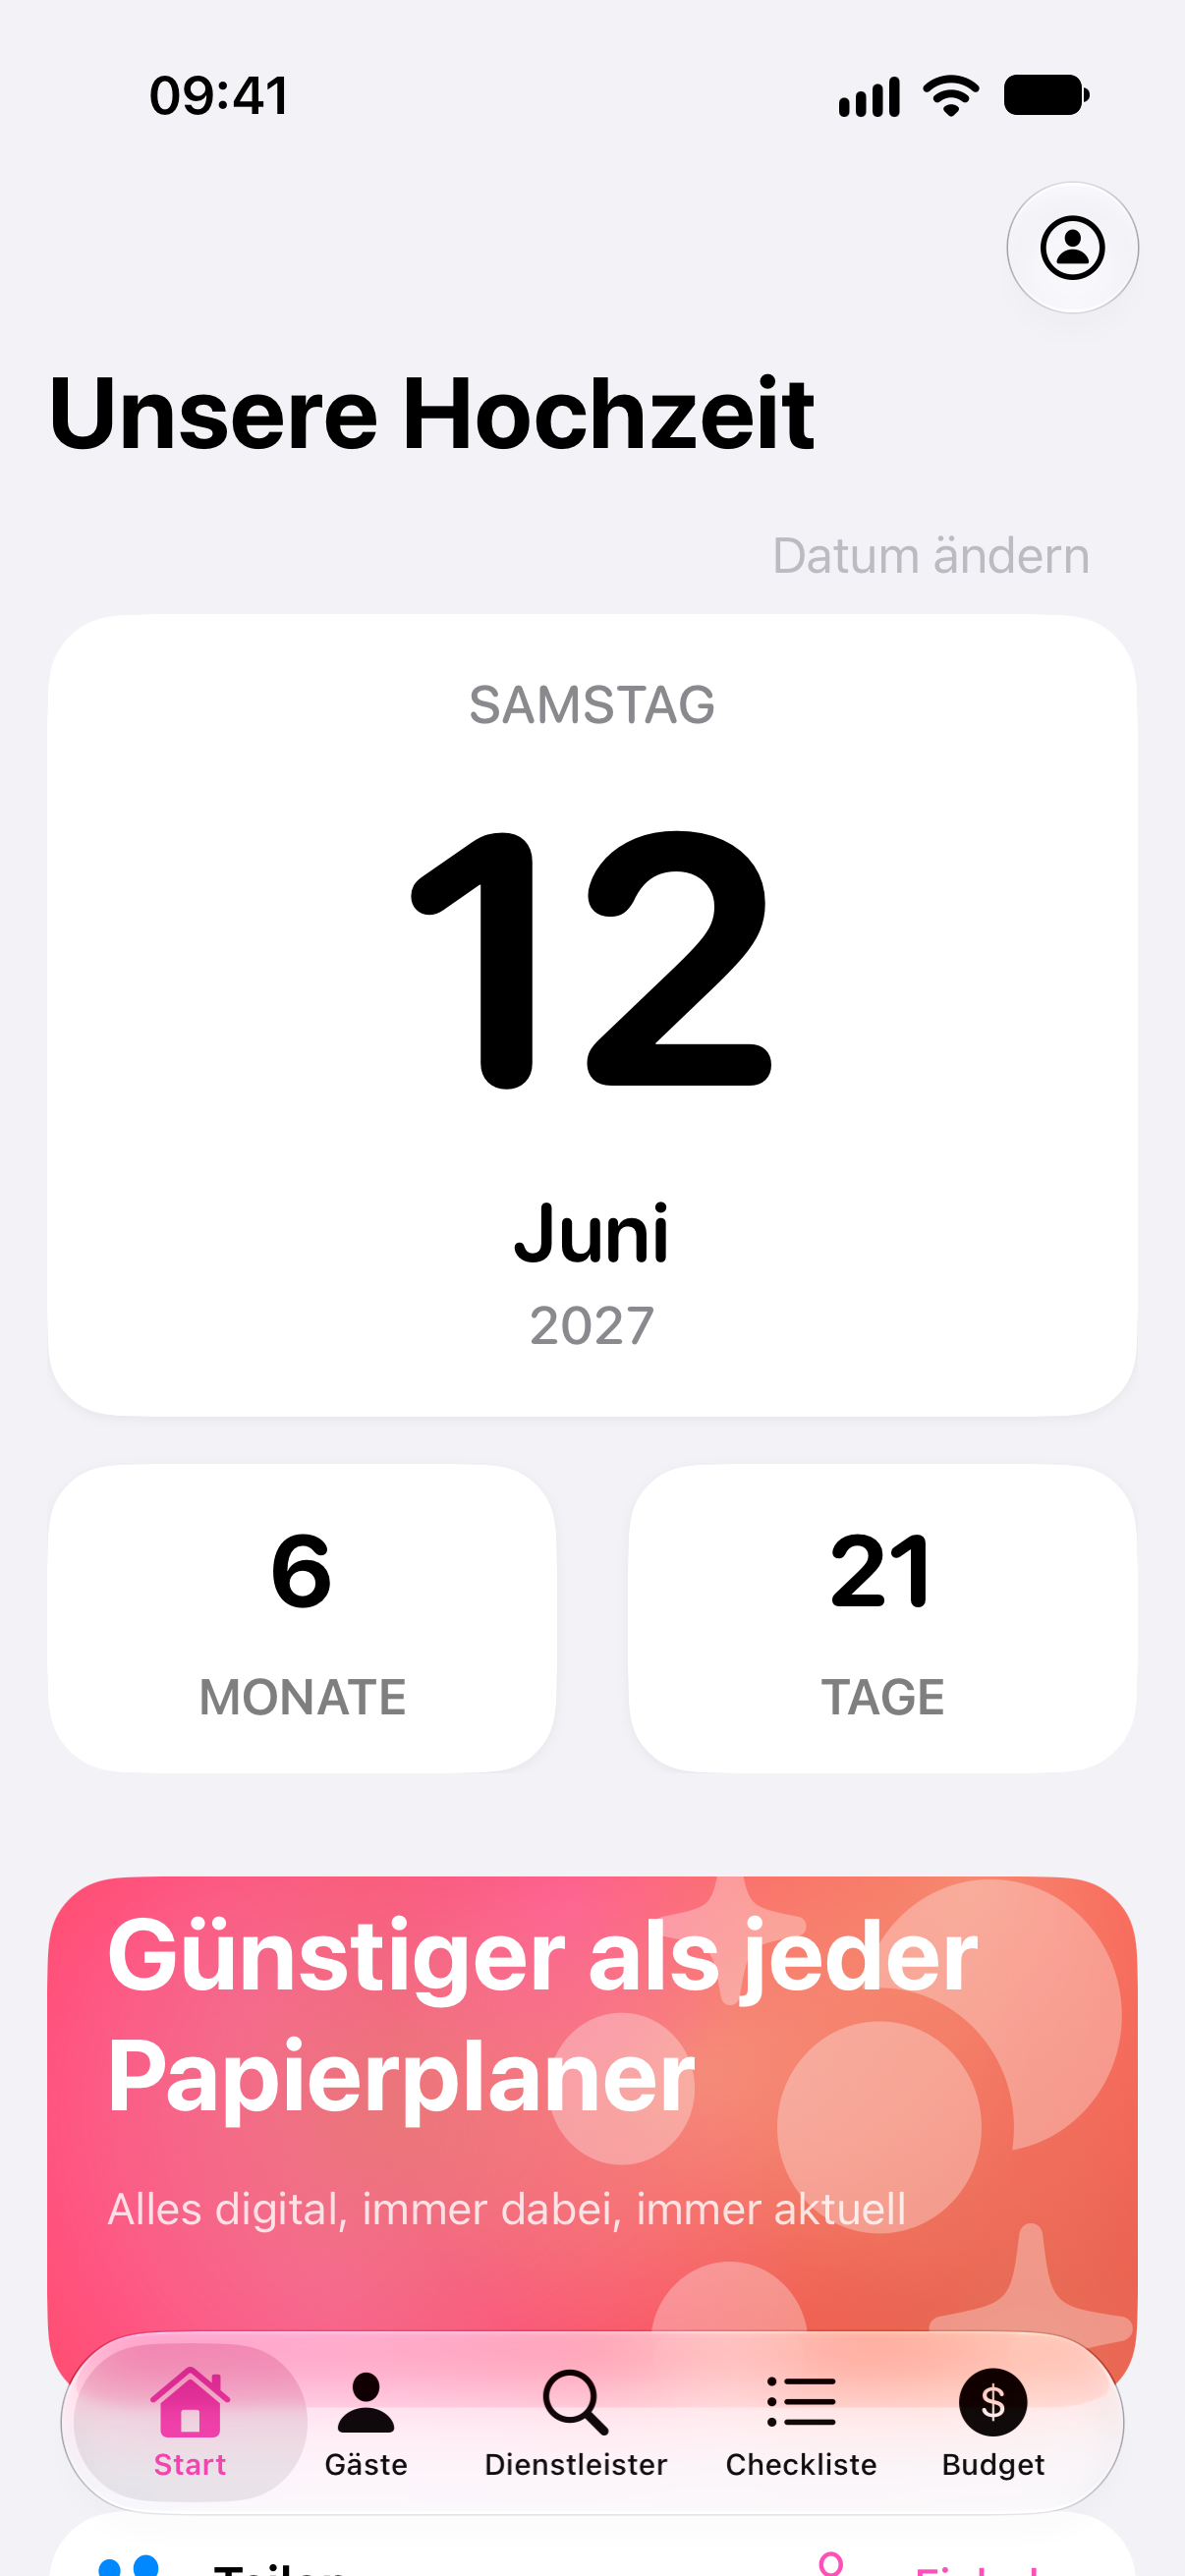 09:41
Unsere Hochzeit
Datum ändern
SAMSTAG
12
Juni
2027
6
MONATE
21
TAGE
Günstiger als jeder
Papierplaner
Alles digital, immer dabei, immer aktuell
$
Start
Gäste
Dienstleister
Checkliste
Budget